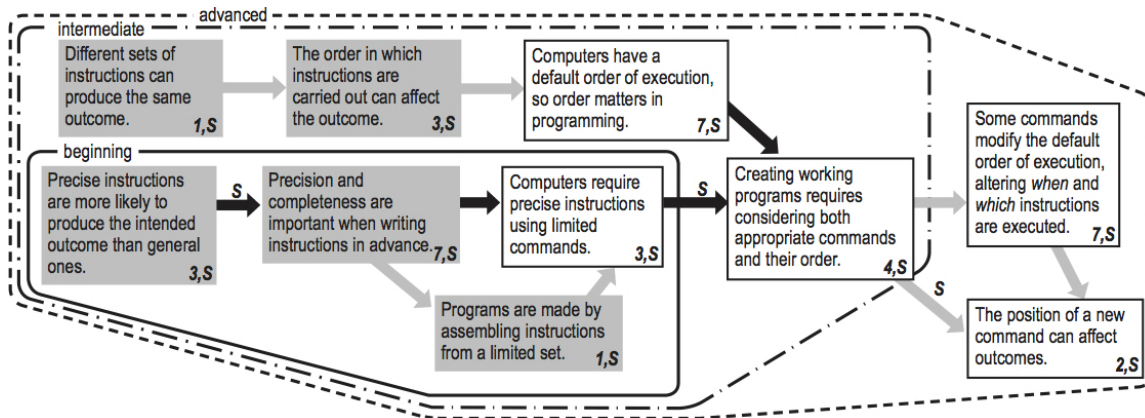 advanced
intermediate
Different sets of
instructions can
produce the same
outcome.
1,S
The order in which
instructions are
carried out can affect
the outcome.
3,S
Computers have a
default order of execution,
so order matters in
programming.
7,S
Some commands
modify the default
order of execution,
altering when and
which instructions
are executed.
7,S
beginning
Precise instructions
are more likely to
produce the intended
outcome than general
ones.
3,S
S
Precision and
completeness are
important when writing
instructions in advance.
7,S
Computers require
precise instructions
using limited
commands.
3,S
S
Creating working
programs requires
considering both
appropriate commands
and their order.
4,S
S
Programs are made by
assembling instructions
from a limited set.
1,S
The position of a new
command can affect
outcomes.
2,S